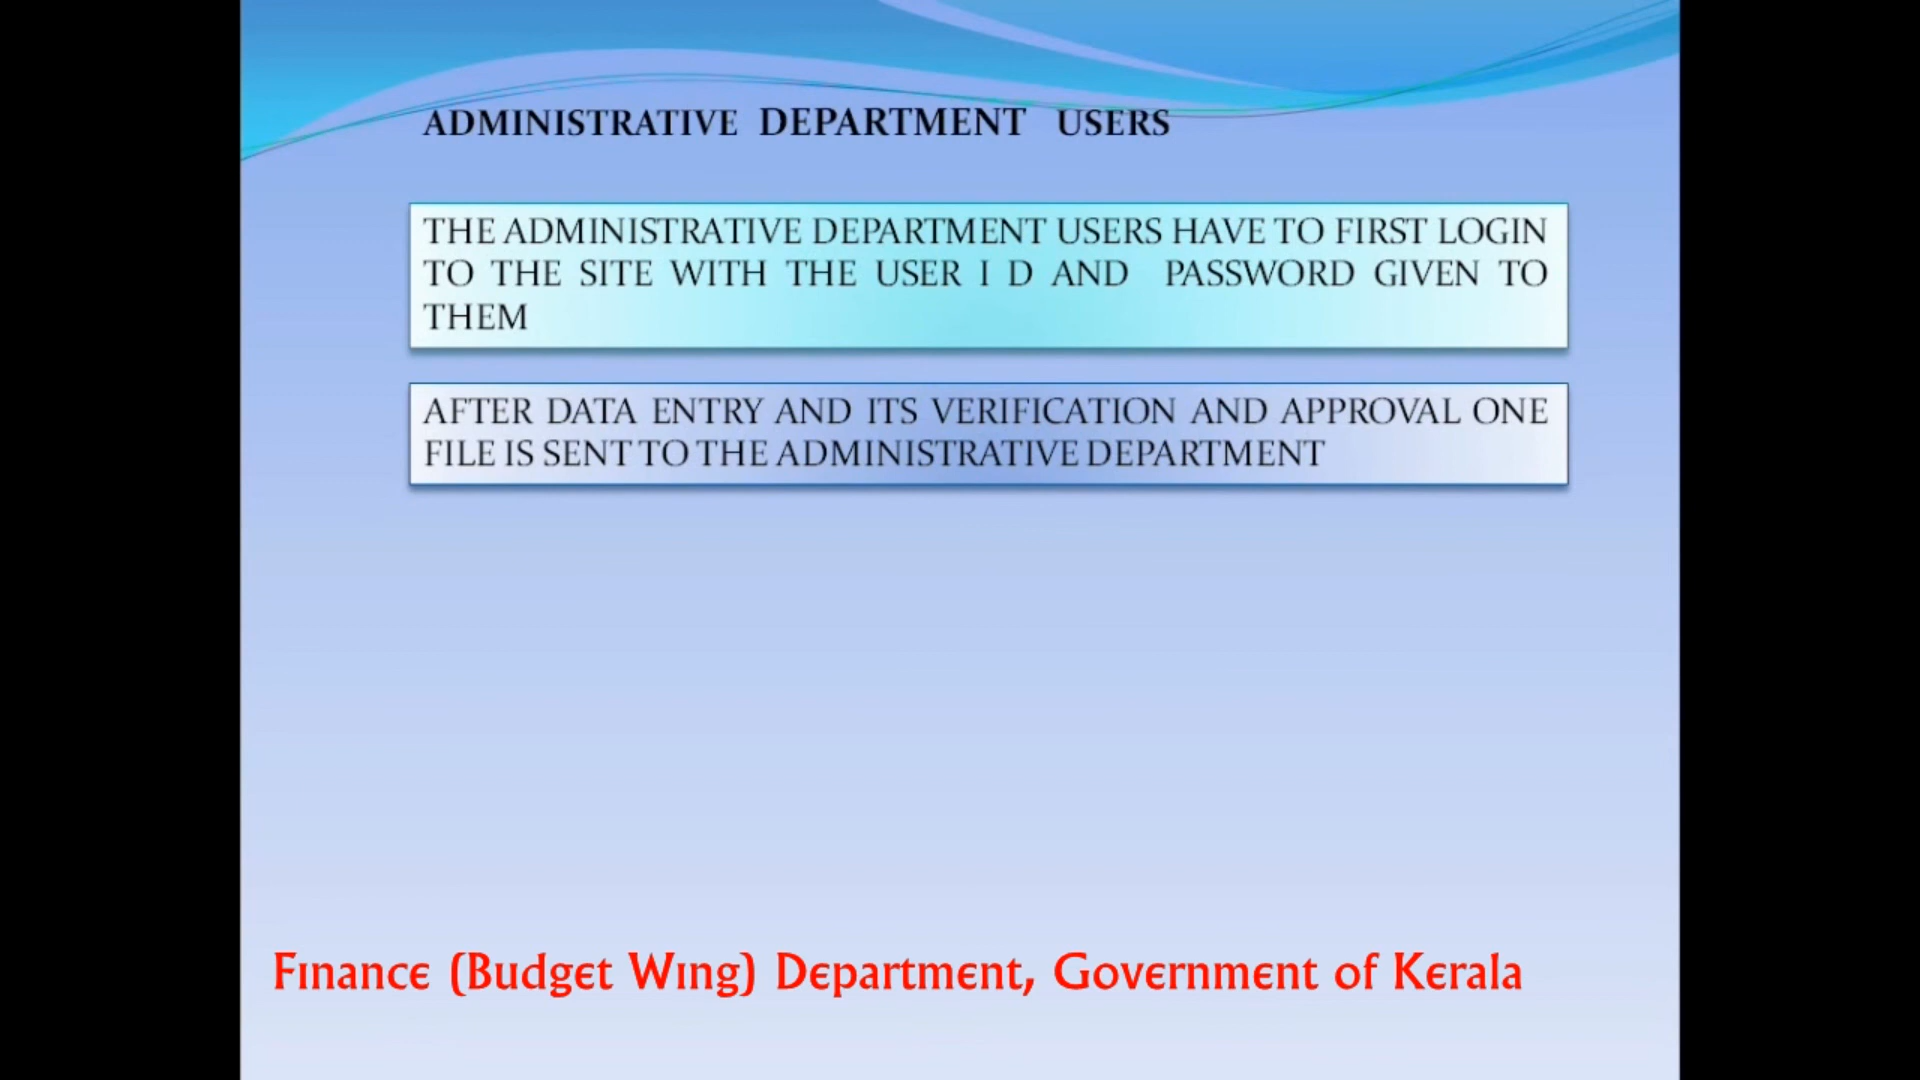 ADMINISTRATIVE DEPARTMENT USERS
THE ADMINISTRATIVE DEPARTMENT USERS HAVE TO FIRST LOGIN
TO THE SITE WITH THE USER I D AND PASSWORD GIVEN TO
THEM
AFTER DATA ENTRY AND ITS VERIFICATION AND APPROVAL ONE
FILE IS SENT TO THE ADMINISTRATIVE DEPARTMENT
Finance (Budget Wing) Department, Government of Kerala